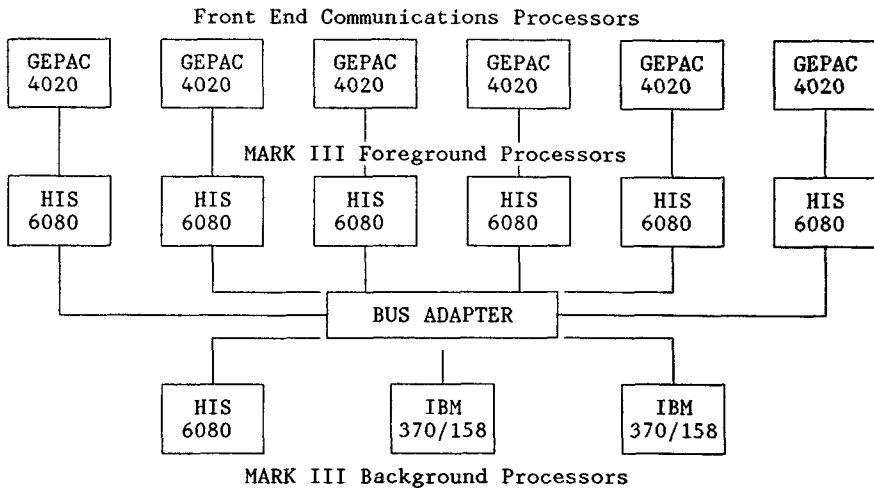 Front End Communications Processors
GEPAC GEPAC GEPAC GEPAC GEPAC GEPAC
4020 4020 4020 4020 4020 4020
MARK III Foreground Processors
HIS HIS HIS HIS HIS HIS
6080 6080 6080 6080 6080 6080
BUS ADAPTER
HIS IBM IBM
6080 370/158 370/158
MARK III Background Processors